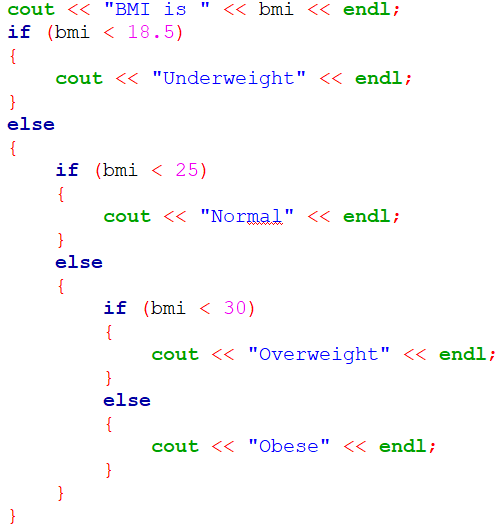 cout << "BMI is " << bmi << endl;
if (bmi < 18.5)
{
    cout << "Underweight" << endl;
}
else
{
    if (bmi < 25)
    {
        cout << "Normal" << endl;
    }
    else
    {
        if (bmi < 30)
        {
            cout << "Overweight" << endl;
        }
        else
        {
            cout << "Obese" << endl;
        }
    }
}